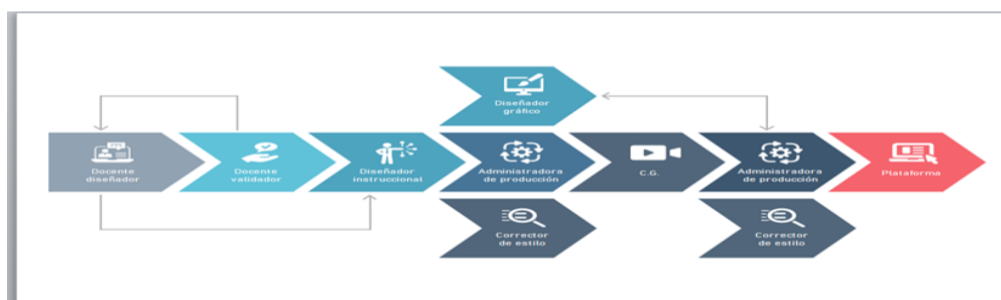 Diseñador
gráfico
Docente
diseñador
Docente
validador
Diseñador
instruccional
Administradora
de producción
C.G.
Administradora
de producción
Plataforma
Corrector
de estilo
Corrector
de estilo